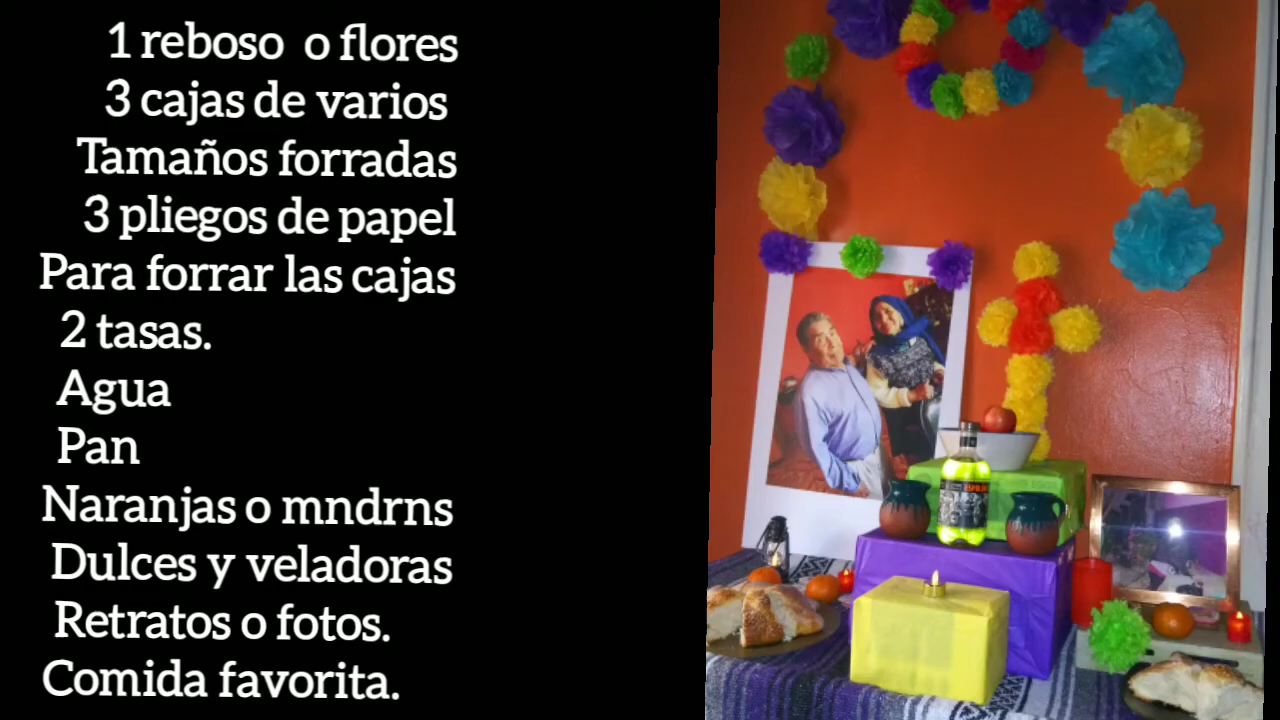 1 reboso o flores
3 cajas de varios
Tamaños forradas
3 pliegos de papel
Para forrar las cajas
2 tasas.
Agua
Pan
Naranjas o mndrns
Dulces y veladoras
Retratos o fotos.
Comida favorita.